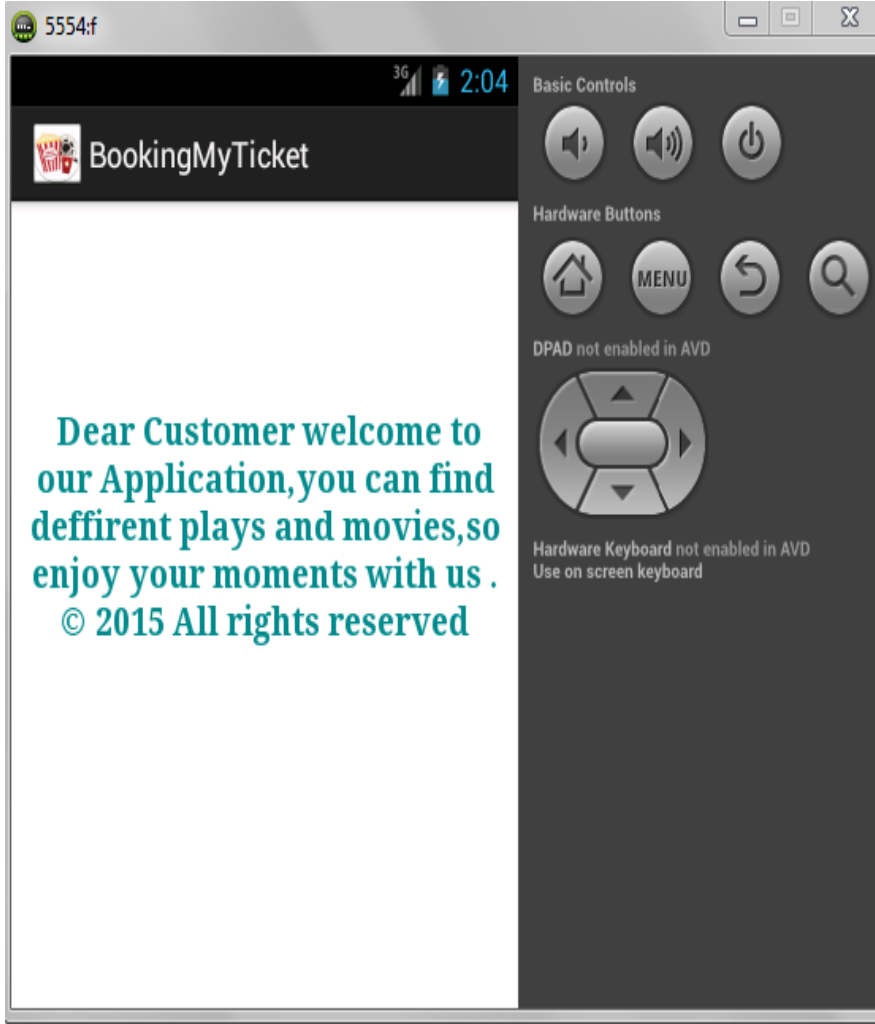 5554:f
3G 2:04
BookingMyTicket
Dear Customer welcome to
our Application,you can find
deffirent plays and movies,so
enjoy your moments with us .
© 2015 All rights reserved
Basic Controls
Hardware Buttons
MENU
DPAD not enabled in AVD
Hardware Keyboard not enabled in AVD
Use on screen keyboard